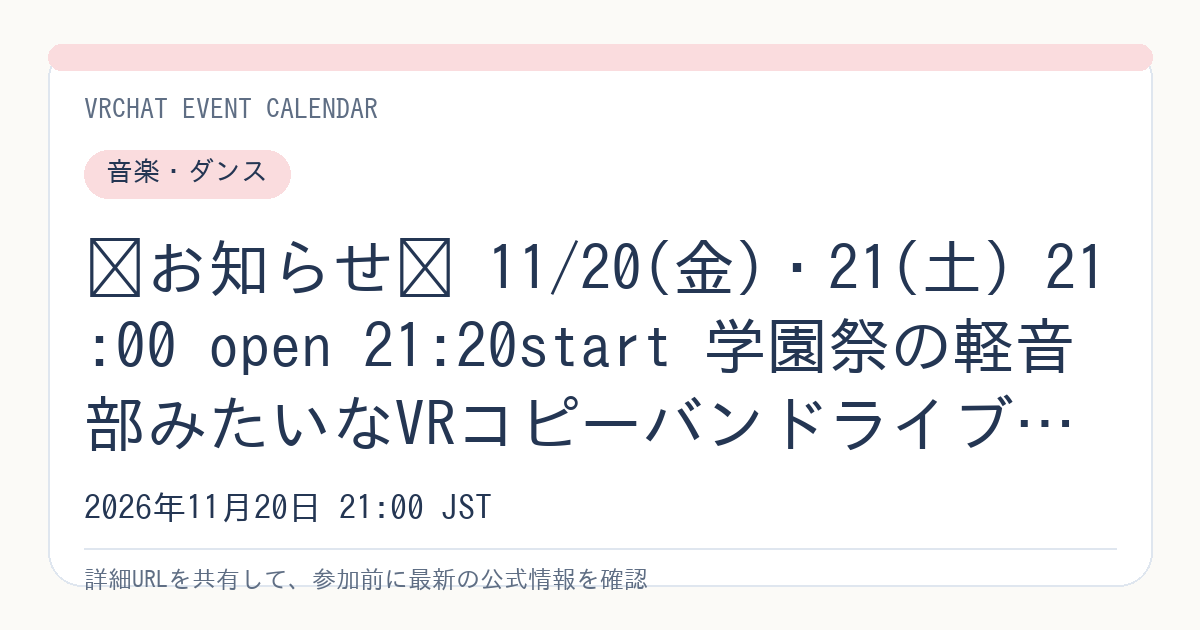 VRCHAT EVENT CALENDAR
音楽・ダンス
お知らせ 11/20(金)・21(土) 21
:00 open 21:20start 学園祭の軽音
部みたいなVRコピーバンドライブ…
2026年11月20日 21:00 JST
詳細URLを共有して、参加前に最新の公式情報を確認